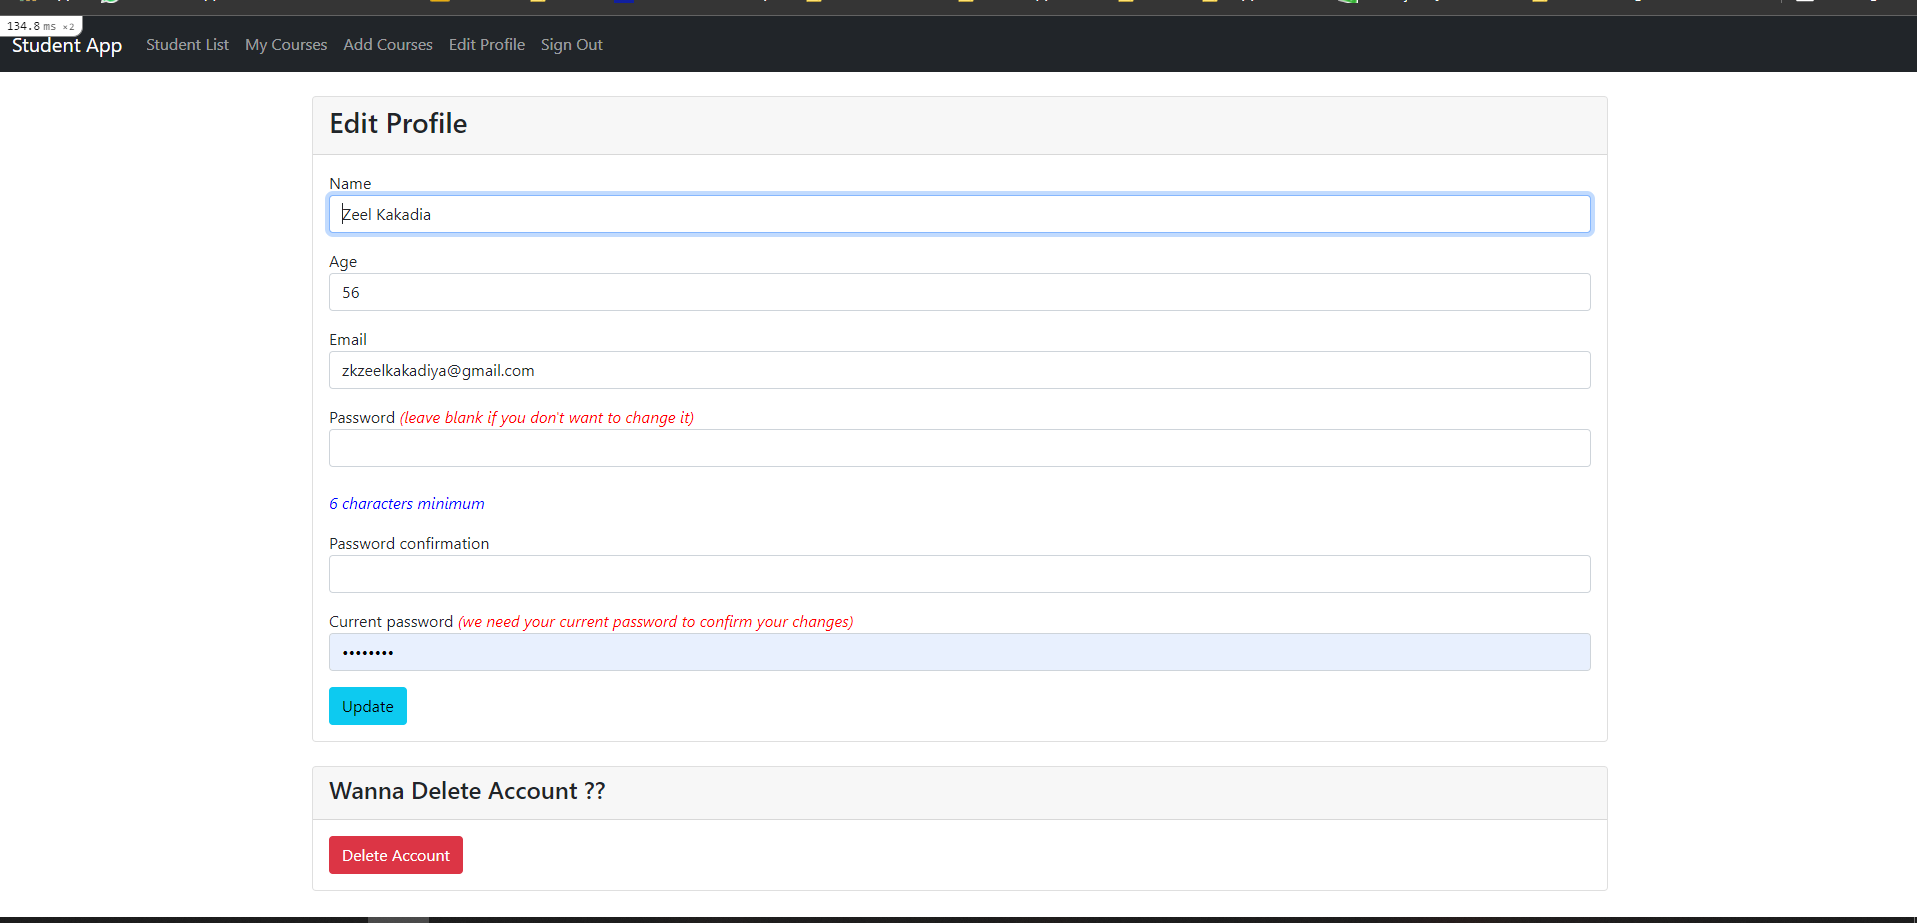 134.8 ms ×2
Student App Student List My Courses Add Courses Edit Profile Sign Out
Edit Profile
Name
Zeel Kakadia
Age
56
Email
zkzeelkakadiya@gmail.com
Password (leave blank if you don't want to change it)
6 characters minimum
Password confirmation
Current password (we need your current password to confirm your changes)
••••••••
Update
Wanna Delete Account ??
Delete Account